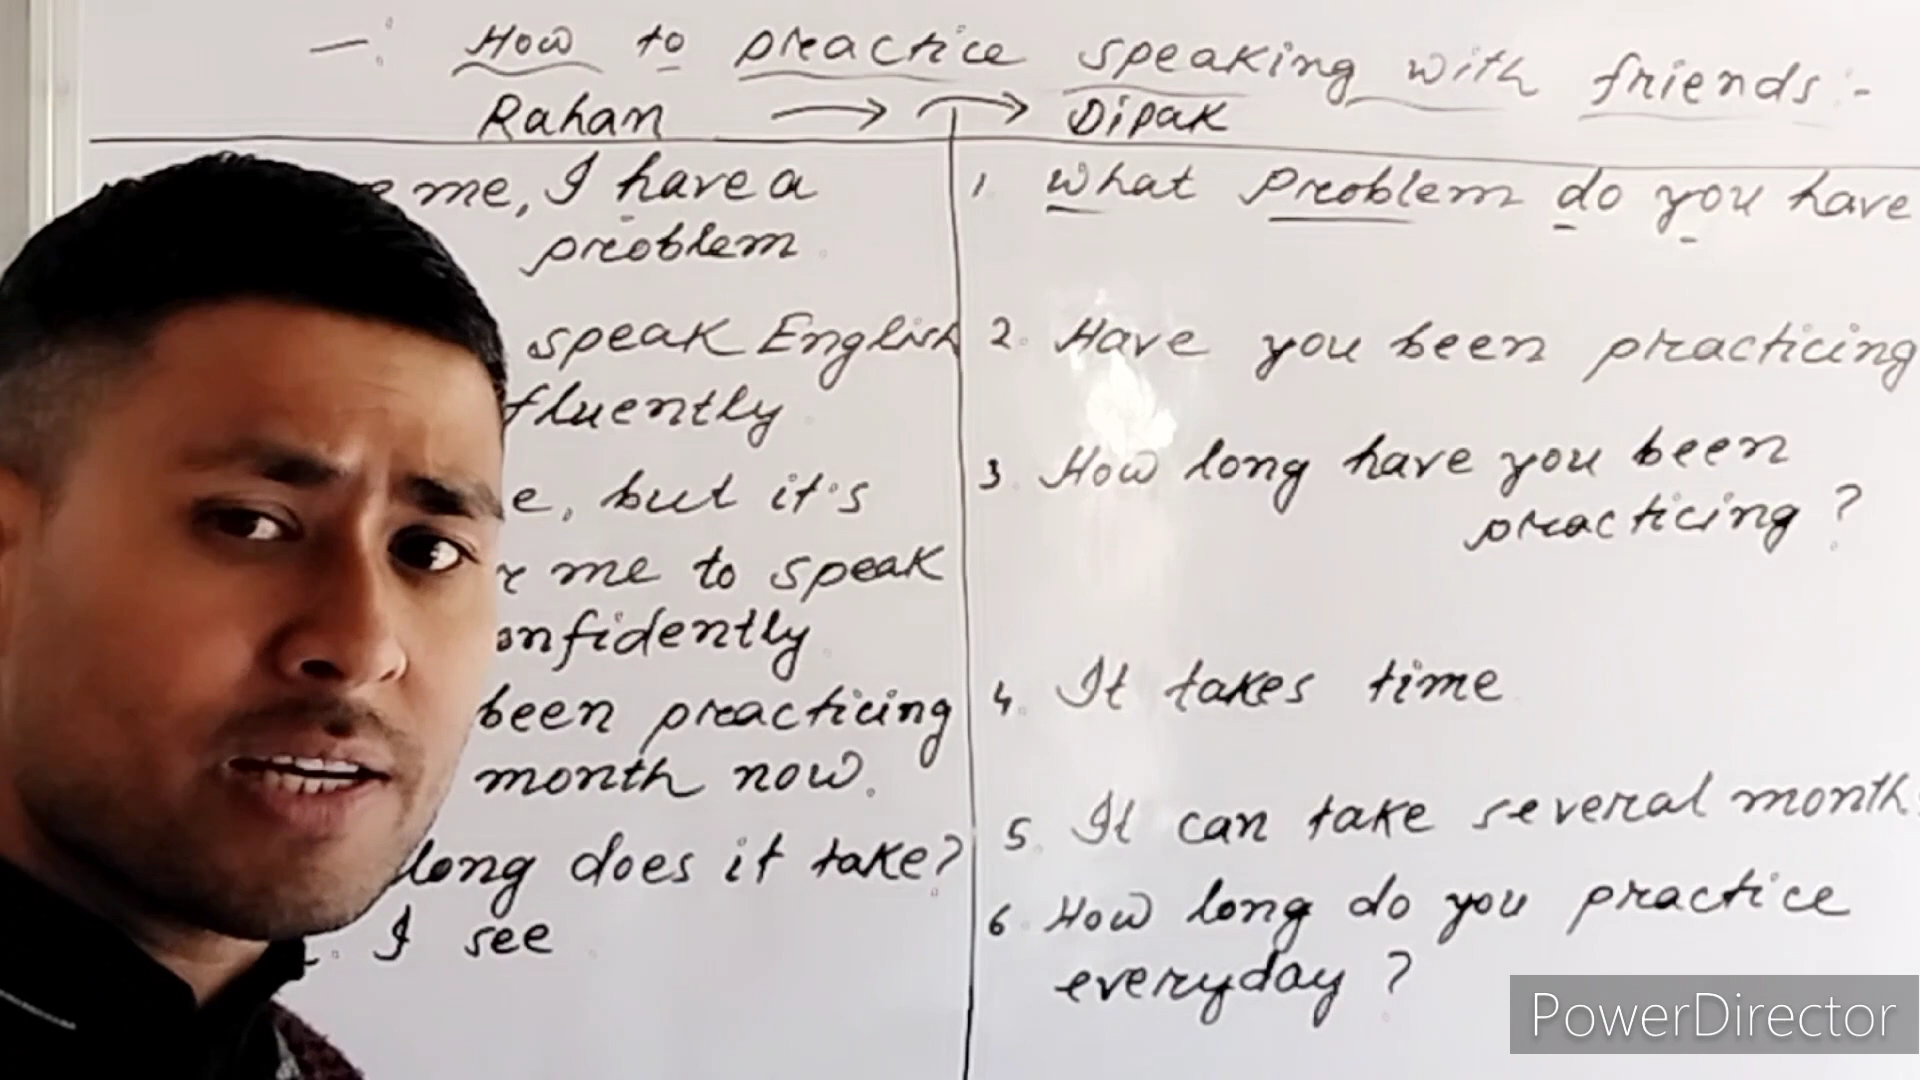 How to practice speaking with friends :-
Rahan → → Dipak
me, I have a
problem
speak English
fluently
but it's
me to speak
been practicing
month now.
long does it take?
I see
1 What Problem do you have
2. Have you been practicing
3. How long have you been
practicing ?
4. It takes time
5. It can take several month
6. How long do you practice
everyday ?
PowerDirector